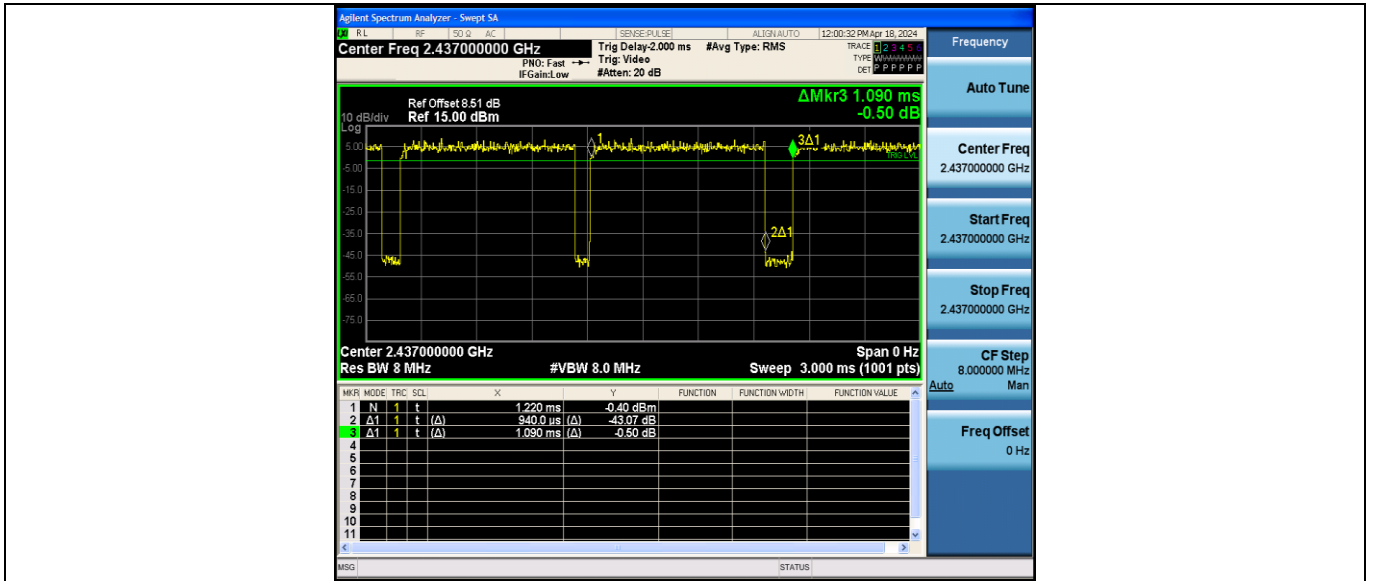 Agilent Spectrum Analyzer - Swept SA
LXI RL RF 50 Ω AC SENSE:PULSE ALIGNAUTO 12:00:32 PM Apr 18, 2024
Center Freq 2.437000000 GHz
PNO: Fast
IFGain:Low
Trig Delay-2.000 ms #Avg Type: RMS
Trig: Video
#Atten: 20 dB
TRACE 1 2 3 4 5 6
TYPE
DET P P P P P P
Frequency
Auto Tune
Center Freq
2.437000000 GHz
Start Freq
2.437000000 GHz
Stop Freq
2.437000000 GHz
CF Step
8.000000 MHz
Auto Man
Freq Offset
0 Hz
ΔMkr3 1.090 ms
-0.50 dB
Ref Offset 8.51 dB
10 dB/div Ref 15.00 dBm
Log
1
3Δ1
5.00
TRIG LVL
-5.00
-15.0
-25.0
-35.0
2Δ1
-45.0
-55.0
-65.0
-75.0
Center 2.437000000 GHz Span 0 Hz
Res BW 8 MHz #VBW 8.0 MHz Sweep 3.000 ms (1001 pts)
MKR MODE TRC SCL X Y FUNCTION FUNCTION WIDTH FUNCTION VALUE
1 N 1 t 1.220 ms -0.40 dBm
2 Δ1 1 t (Δ) 940.0 µs (Δ) -43.07 dB
3 Δ1 1 t (Δ) 1.090 ms (Δ) -0.50 dB
4
5
6
7
8
9
10
11
MSG STATUS